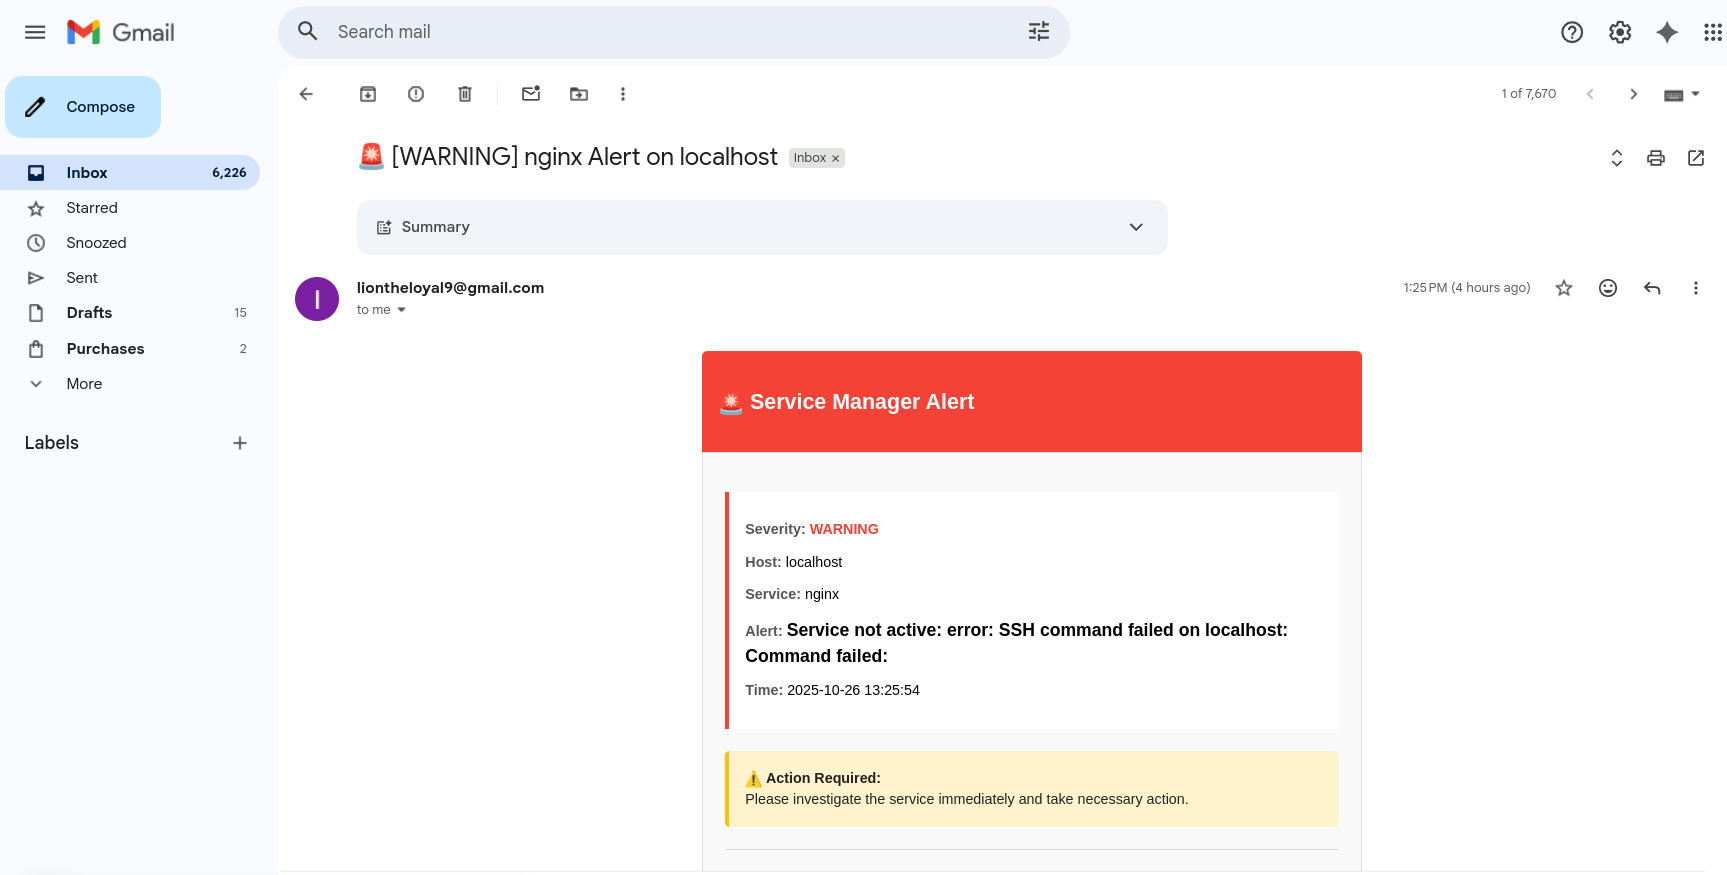 Gmail
Search mail
Compose
Inbox 6,226
Starred
Snoozed
Sent
Drafts 15
Purchases 2
More
Labels
1 of 7,670
🚨 [WARNING] nginx Alert on localhost Inbox ×
Summary
l
liontheloyal9@gmail.com
1:25 PM (4 hours ago)
to me
🚨 Service Manager Alert
Severity: WARNING
Host: localhost
Service: nginx
Alert: Service not active: error: SSH command failed on localhost:
Command failed:
Time: 2025-10-26 13:25:54
⚠️ Action Required:
Please investigate the service immediately and take necessary action.